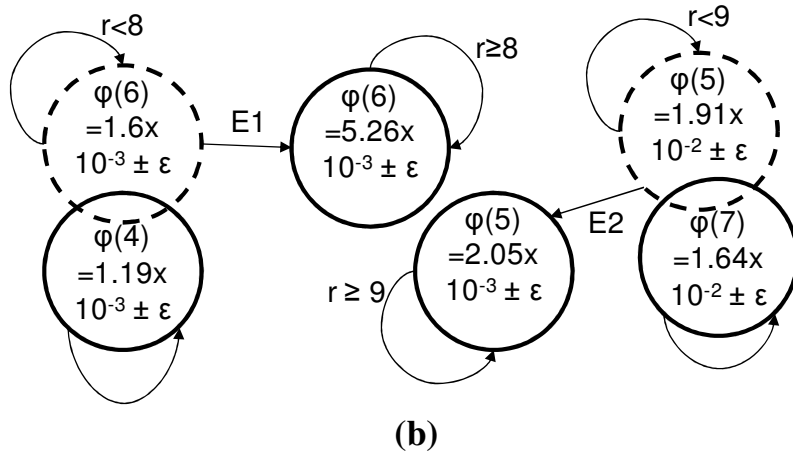 r<8
φ(6)
=1.6x
10⁻³ ± ε
E1
φ(6)
=5.26x
10⁻³ ± ε
r≥8
r<9
φ(5)
=1.91x
10⁻² ± ε
φ(4)
=1.19x
10⁻³ ± ε
φ(5)
=2.05x
10⁻³ ± ε
r ≥ 9
E2
φ(7)
=1.64x
10⁻² ± ε
(b)